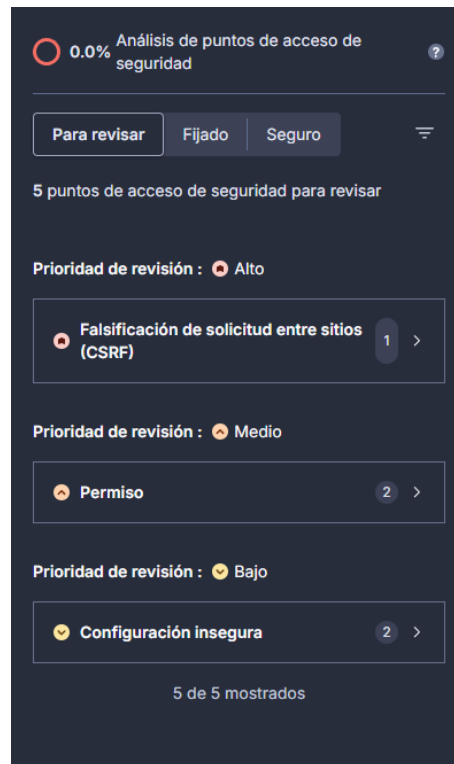 0.0% Análisis de puntos de acceso de
seguridad
?
Para revisar Fijado Seguro
5 puntos de acceso de seguridad para revisar
Prioridad de revisión : Alto
Falsificación de solicitud entre sitios
(CSRF)
1
Prioridad de revisión : Medio
Permiso 2
Prioridad de revisión : Bajo
Configuración insegura 2
5 de 5 mostrados